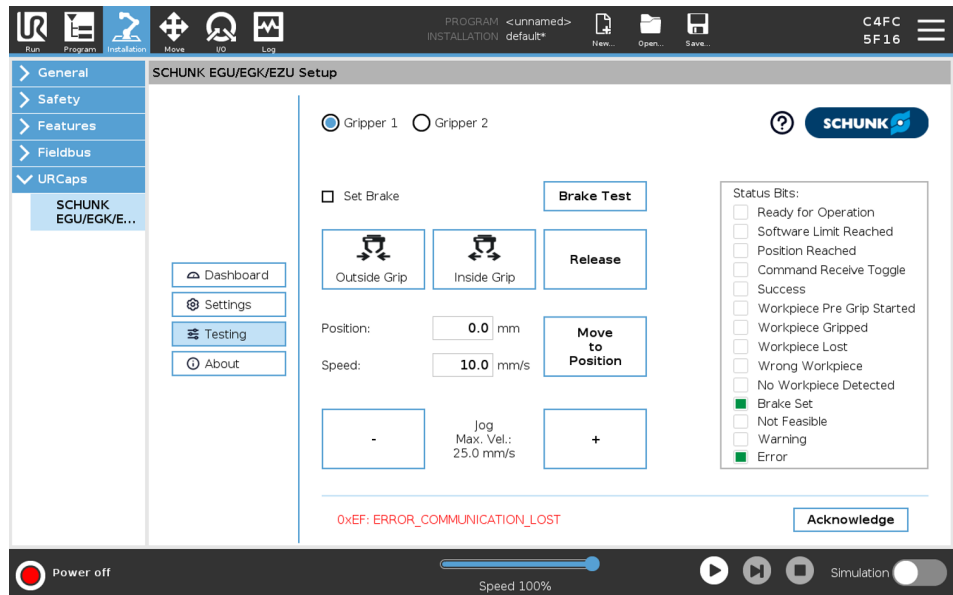 PROGRAM <unnamed>
INSTALLATION default*
Run Program Installation Move I/O Log
New... Open... Save...
C4FC
5F16
General
Safety
Features
Fieldbus
URCaps
SCHUNK
EGU/EGK/E...
SCHUNK EGU/EGK/EZU Setup
Dashboard
Settings
Testing
About
Gripper 1 Gripper 2
? SCHUNK
Set Brake
Brake Test
Outside Grip
Inside Grip
Release
Position: 0.0 mm
Speed: 10.0 mm/s
Move
to
Position
-
Jog
Max. Vel.:
25.0 mm/s
+
Status Bits:
Ready for Operation
Software Limit Reached
Position Reached
Command Receive Toggle
Success
Workpiece Pre Grip Started
Workpiece Gripped
Workpiece Lost
Wrong Workpiece
No Workpiece Detected
Brake Set
Not Feasible
Warning
Error
0xEF: ERROR_COMMUNICATION_LOST
Acknowledge
Power off
Speed 100%
Simulation